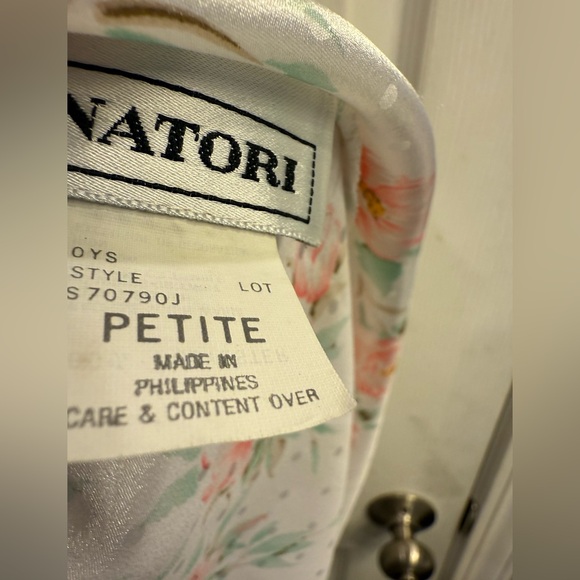 NATORI
OYS
STYLE LOT
S70790J
PETITE
MADE IN
PHILIPPINES
CARE & CONTENT OVER